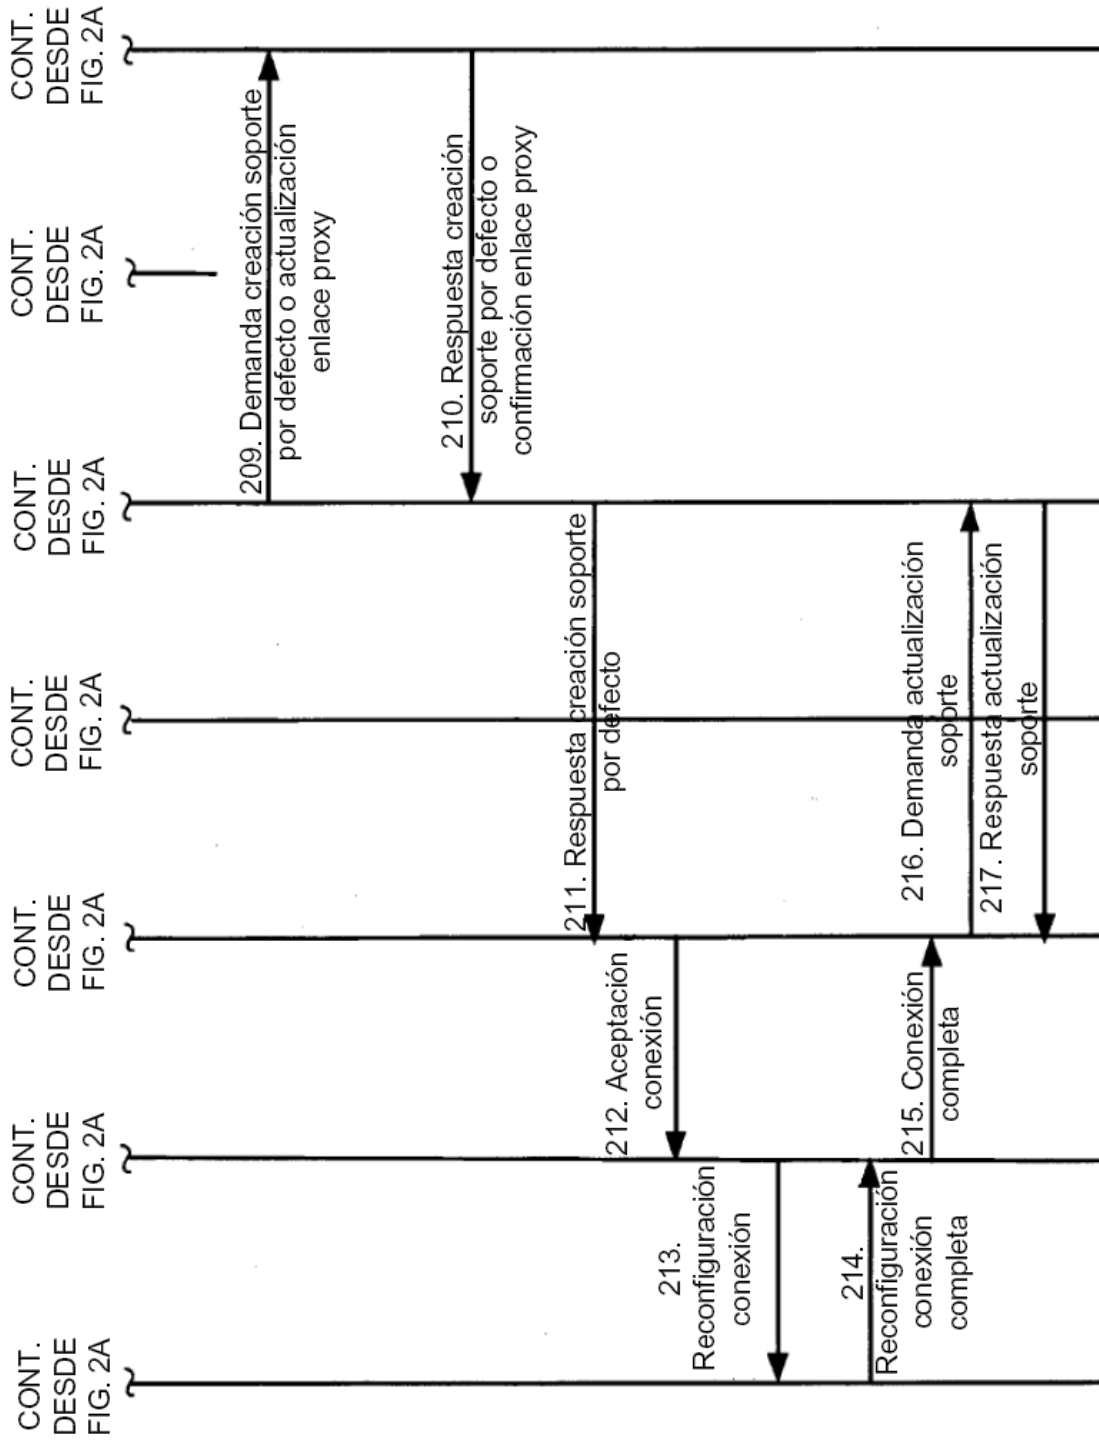 CONT.
DESDE
FIG. 2A
CONT.
DESDE
FIG. 2A
CONT.
DESDE
FIG. 2A
CONT.
DESDE
FIG. 2A
CONT.
DESDE
FIG. 2A
CONT.
DESDE
FIG. 2A
CONT.
DESDE
FIG. 2A
209. Demanda creación soporte
por defecto o actualización
enlace proxy
210. Respuesta creación
soporte por defecto o
confirmación enlace proxy
211. Respuesta creación soporte
por defecto
212. Aceptación
conexión
213.
Reconfiguración
conexión
214.
Reconfiguración
conexión
completa
215. Conexión
completa
216. Demanda actualización
soporte
217. Respuesta actualización
soporte